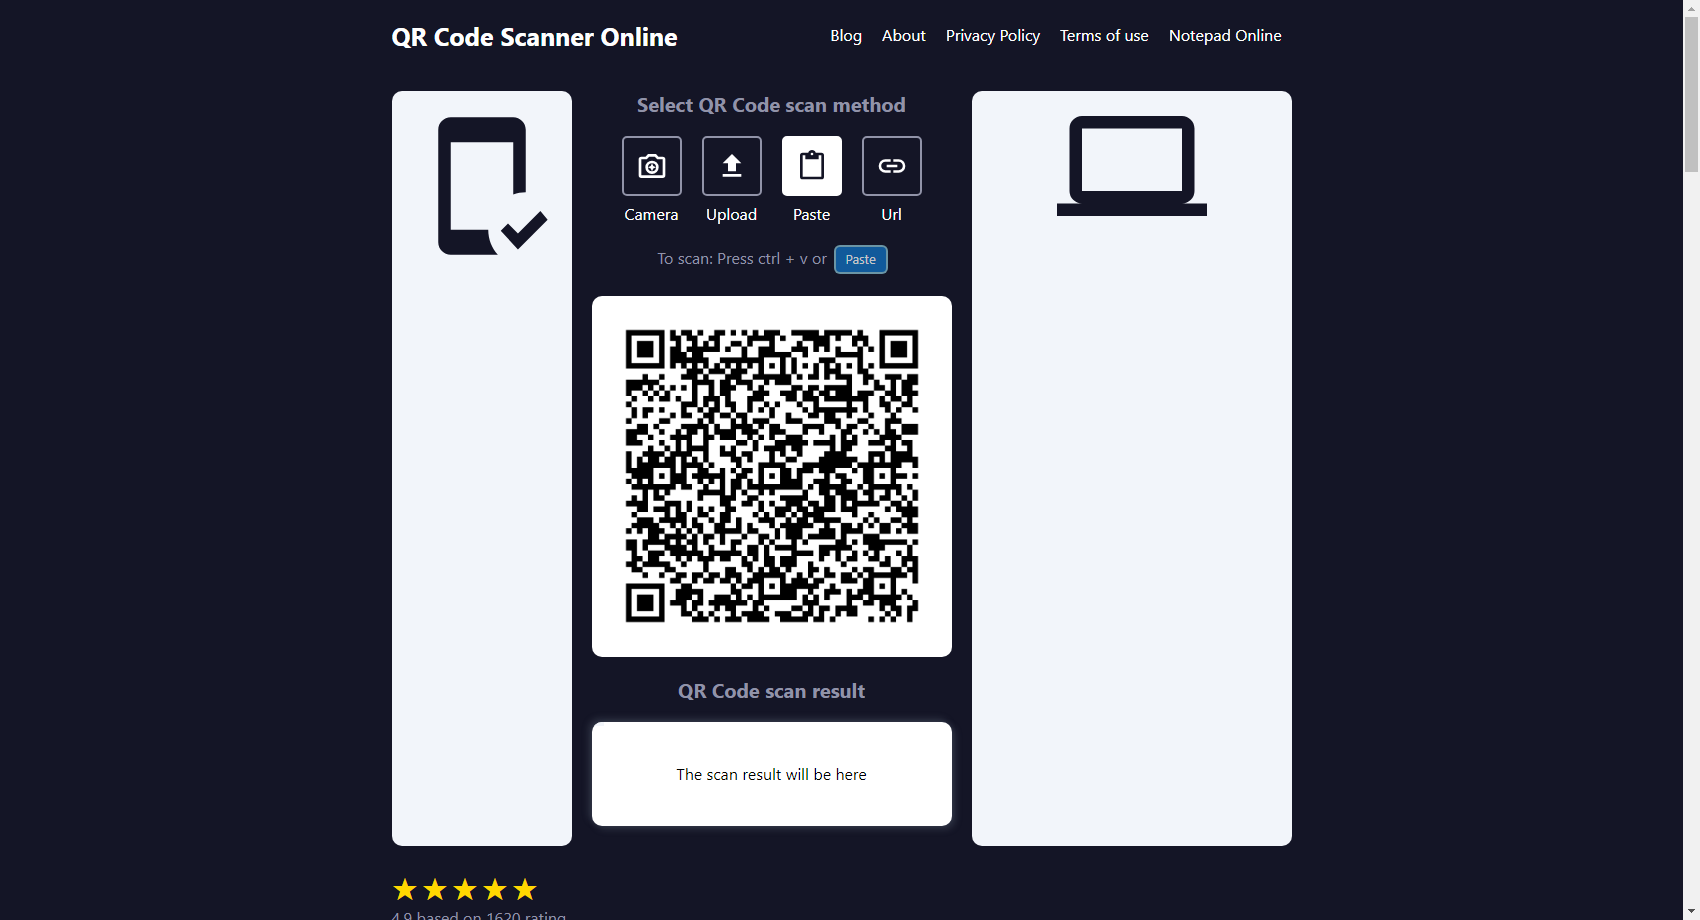 QR Code Scanner Online
Blog About Privacy Policy Terms of use Notepad Online
Select QR Code scan method
Camera Upload Paste Url
To scan: Press ctrl + v or Paste
QR Code scan result
The scan result will be here
4.9 based on 1620 rating